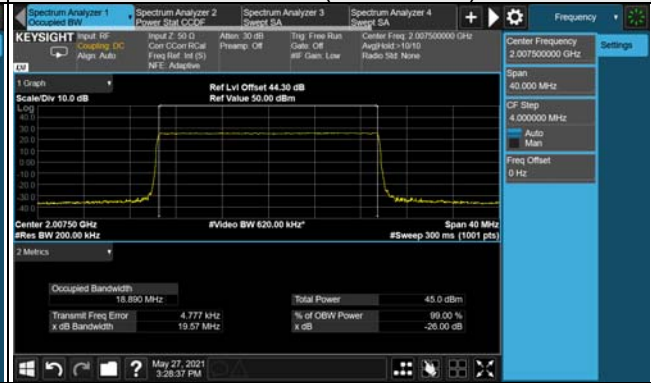 Spectrum Analyzer 1
Occupied BW
Spectrum Analyzer 2
Power Stat CCDF
Spectrum Analyzer 3
Swept SA
Spectrum Analyzer 4
Swept SA
Frequency
KEYSIGHT
Input: RF
Coupling: DC
Align: Auto
Input Z: 50 Ω
Corr CCorr RCal
Freq Ref: Int (S)
NFE: Adaptive
Atten: 30 dB
Preamp: Off
Trig: Free Run
Gate: Off
#IF Gain: Low
Center Freq: 2.007500000 GHz
Avg|Hold:>10/10
Radio Std: None
Center Frequency
2.007500000 GHz
Settings
Span
40.000 MHz
CF Step
4.000000 MHz
Auto
Man
Freq Offset
0 Hz
1 Graph
Scale/Div 10.0 dB
Ref Lvl Offset 44.30 dB
Ref Value 50.00 dBm
Log
40.0
30.0
20.0
10.0
0.00
-10.0
-20.0
-30.0
-40.0
Center 2.00750 GHz
#Res BW 200.00 kHz
#Video BW 620.00 kHz*
Span 40 MHz
#Sweep 300 ms (1001 pts)
2 Metrics
Occupied Bandwidth
18.890 MHz
Total Power 45.0 dBm
Transmit Freq Error 4.777 kHz
% of OBW Power 99.00 %
x dB Bandwidth 19.57 MHz
x dB -26.00 dB
May 27, 2021
3:28:37 PM